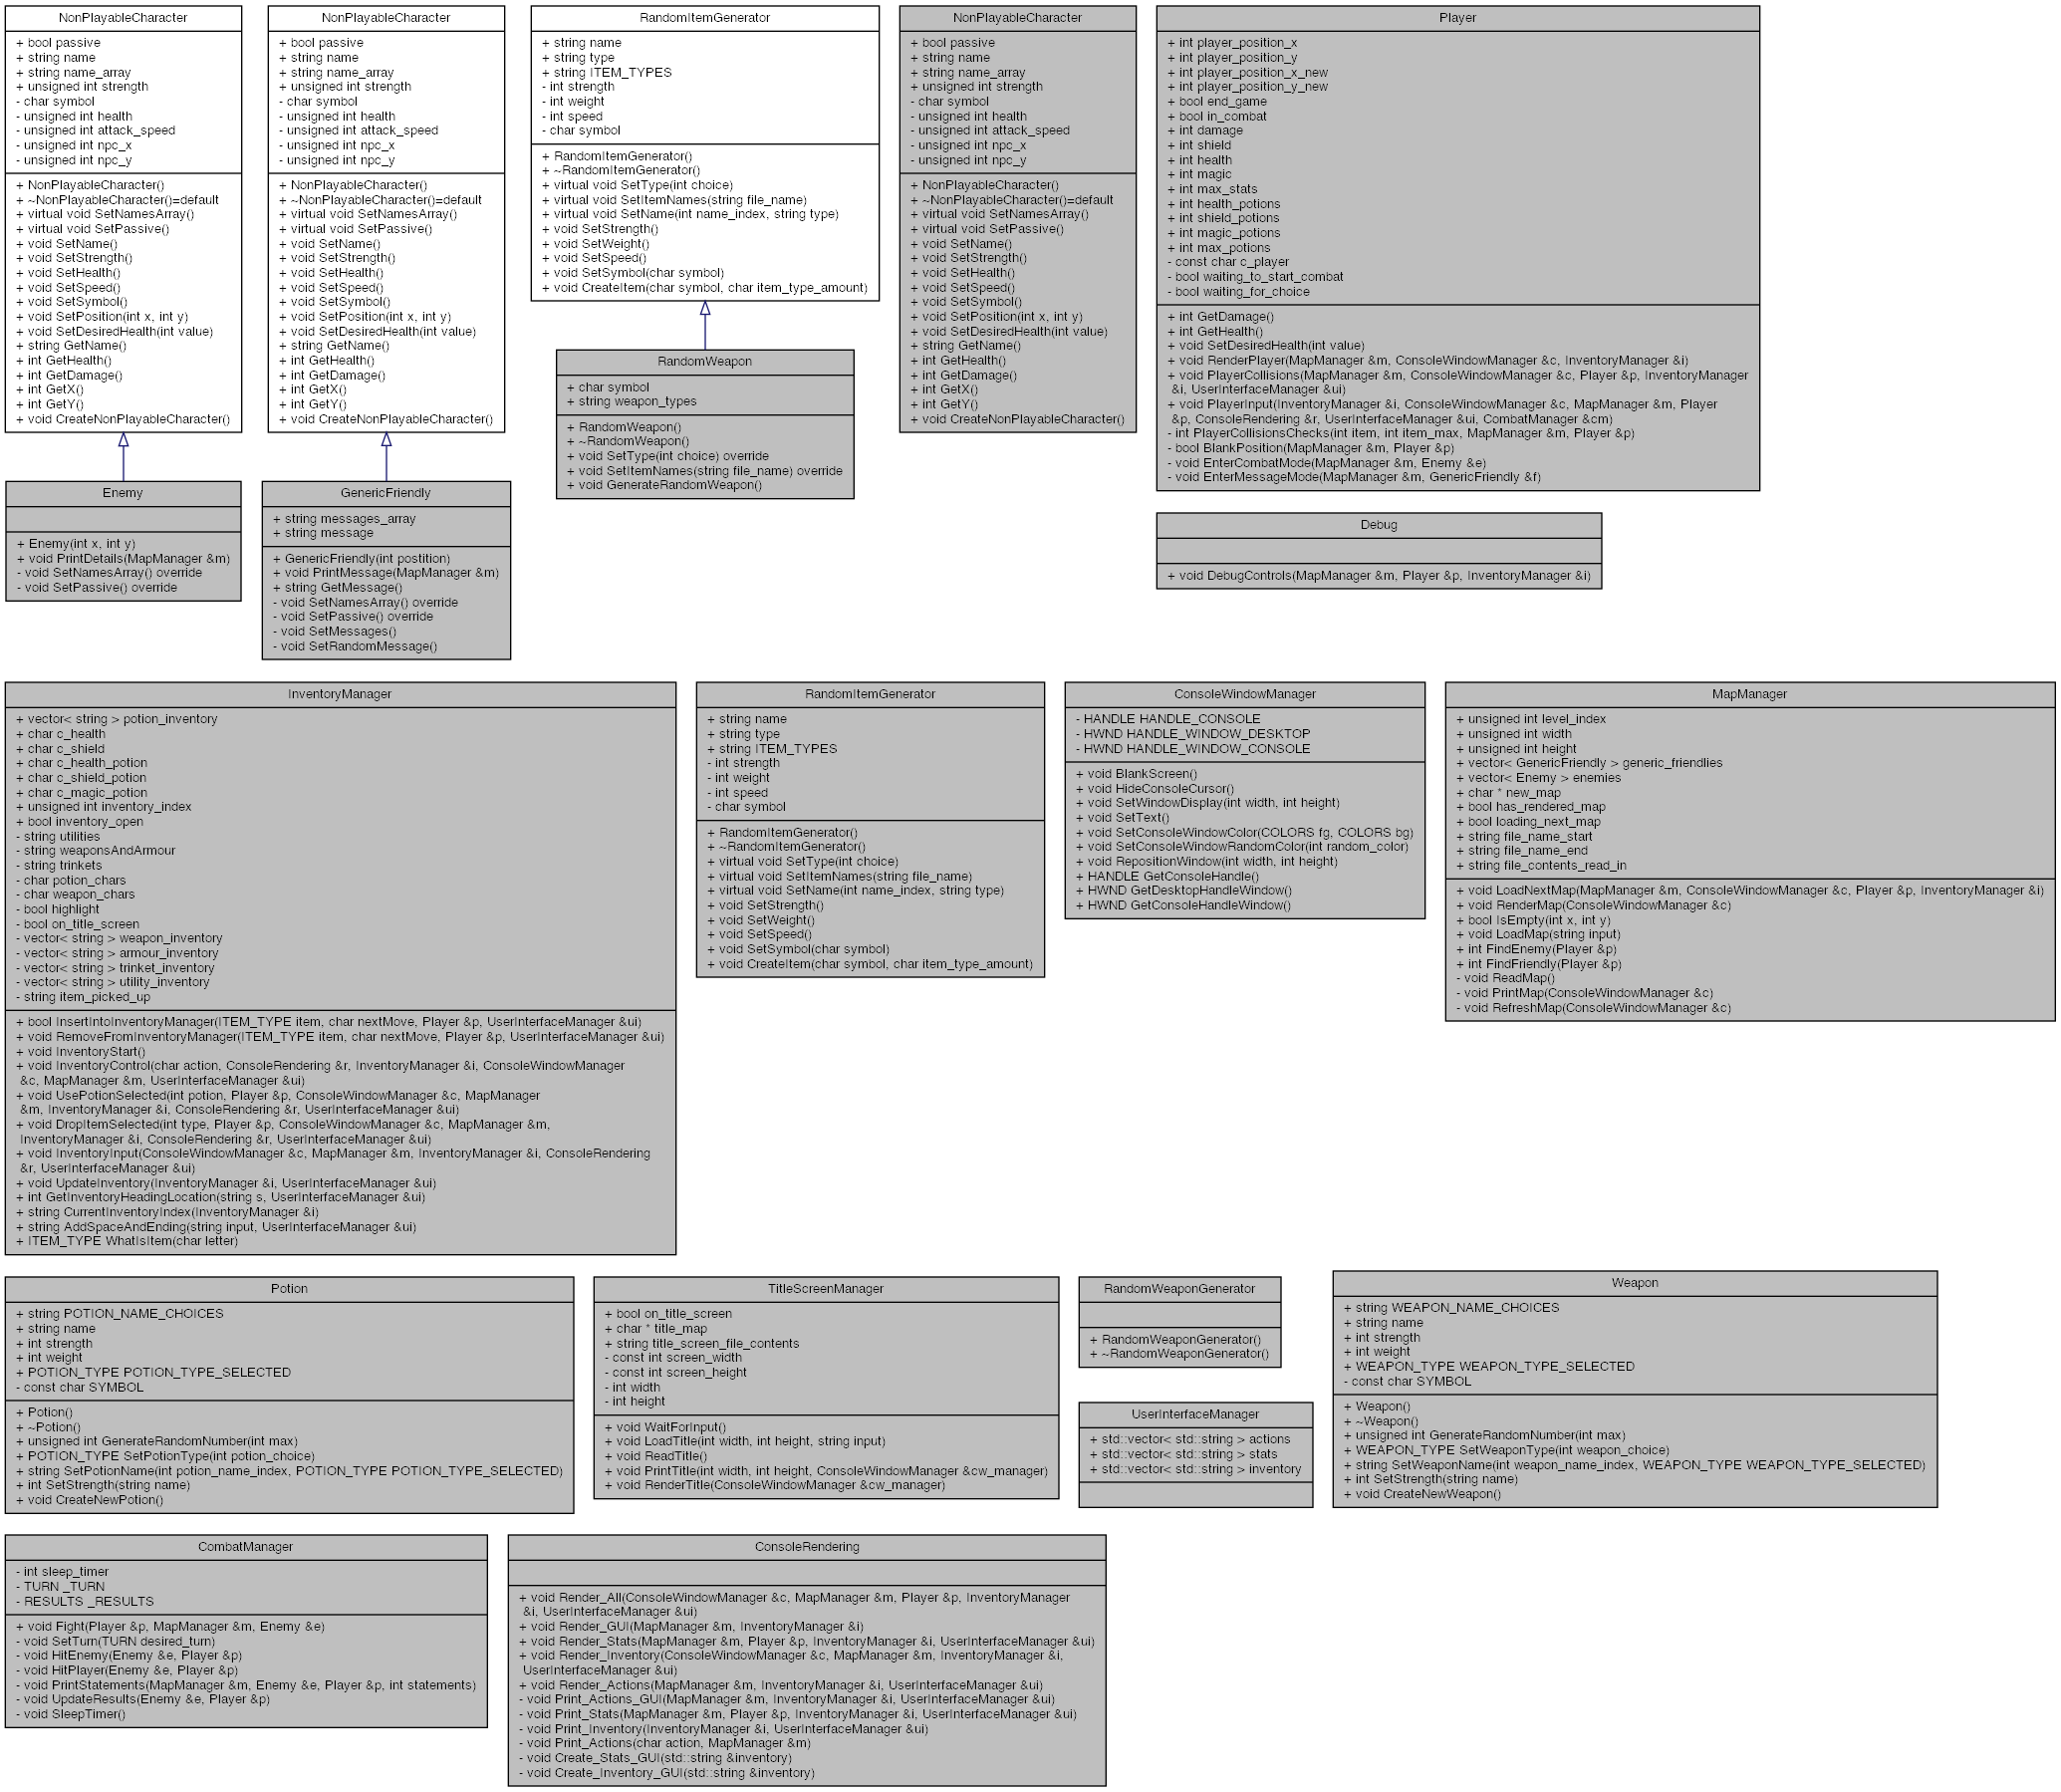 NonPlayableCharacter
+ bool passive
+ string name
+ string name_array
+ unsigned int strength
- char symbol
- unsigned int health
- unsigned int attack_speed
- unsigned int npc_x
- unsigned int npc_y
+ NonPlayableCharacter()
+ ~NonPlayableCharacter()=default
+ virtual void SetNamesArray()
+ virtual void SetPassive()
+ void SetName()
+ void SetStrength()
+ void SetHealth()
+ void SetSpeed()
+ void SetSymbol()
+ void SetPosition(int x, int y)
+ void SetDesiredHealth(int value)
+ string GetName()
+ int GetHealth()
+ int GetDamage()
+ int GetX()
+ int GetY()
+ void CreateNonPlayableCharacter()
Enemy
+ Enemy(int x, int y)
+ void PrintDetails(MapManager &m)
- void SetNamesArray() override
- void SetPassive() override
NonPlayableCharacter
+ bool passive
+ string name
+ string name_array
+ unsigned int strength
- char symbol
- unsigned int health
- unsigned int attack_speed
- unsigned int npc_x
- unsigned int npc_y
+ NonPlayableCharacter()
+ ~NonPlayableCharacter()=default
+ virtual void SetNamesArray()
+ virtual void SetPassive()
+ void SetName()
+ void SetStrength()
+ void SetHealth()
+ void SetSpeed()
+ void SetSymbol()
+ void SetPosition(int x, int y)
+ void SetDesiredHealth(int value)
+ string GetName()
+ int GetHealth()
+ int GetDamage()
+ int GetX()
+ int GetY()
+ void CreateNonPlayableCharacter()
GenericFriendly
+ string messages_array
+ string message
+ GenericFriendly(int postition)
+ void PrintMessage(MapManager &m)
+ string GetMessage()
- void SetNamesArray() override
- void SetPassive() override
- void SetMessages()
- void SetRandomMessage()
RandomItemGenerator
+ string name
+ string type
+ string ITEM_TYPES
- int strength
- int weight
- int speed
- char symbol
+ RandomItemGenerator()
+ ~RandomItemGenerator()
+ virtual void SetType(int choice)
+ virtual void SetItemNames(string file_name)
+ virtual void SetName(int name_index, string type)
+ void SetStrength()
+ void SetWeight()
+ void SetSpeed()
+ void SetSymbol(char symbol)
+ void CreateItem(char symbol, char item_type_amount)
RandomWeapon
+ char symbol
+ string weapon_types
+ RandomWeapon()
+ ~RandomWeapon()
+ void SetType(int choice) override
+ void SetItemNames(string file_name) override
+ void GenerateRandomWeapon()
NonPlayableCharacter
+ bool passive
+ string name
+ string name_array
+ unsigned int strength
- char symbol
- unsigned int health
- unsigned int attack_speed
- unsigned int npc_x
- unsigned int npc_y
+ NonPlayableCharacter()
+ ~NonPlayableCharacter()=default
+ virtual void SetNamesArray()
+ virtual void SetPassive()
+ void SetName()
+ void SetStrength()
+ void SetHealth()
+ void SetSpeed()
+ void SetSymbol()
+ void SetPosition(int x, int y)
+ void SetDesiredHealth(int value)
+ string GetName()
+ int GetHealth()
+ int GetDamage()
+ int GetX()
+ int GetY()
+ void CreateNonPlayableCharacter()
Player
+ int player_position_x
+ int player_position_y
+ int player_position_x_new
+ int player_position_y_new
+ bool end_game
+ bool in_combat
+ int damage
+ int shield
+ int health
+ int magic
+ int max_stats
+ int health_potions
+ int shield_potions
+ int magic_potions
+ int max_potions
- const char c_player
- bool waiting_to_start_combat
- bool waiting_for_choice
+ int GetDamage()
+ int GetHealth()
+ void SetDesiredHealth(int value)
+ void RenderPlayer(MapManager &m, ConsoleWindowManager &c, InventoryManager &i)
+ void PlayerCollisions(MapManager &m, ConsoleWindowManager &c, Player &p, InventoryManager
&i, UserInterfaceManager &ui)
+ void PlayerInput(InventoryManager &i, ConsoleWindowManager &c, MapManager &m, Player
&p, ConsoleRendering &r, UserInterfaceManager &ui, CombatManager &cm)
- int PlayerCollisionsChecks(int item, int item_max, MapManager &m, Player &p)
- bool BlankPosition(MapManager &m, Player &p)
- void EnterCombatMode(MapManager &m, Enemy &e)
- void EnterMessageMode(MapManager &m, GenericFriendly &f)
Debug
+ void DebugControls(MapManager &m, Player &p, InventoryManager &i)
InventoryManager
+ vector< string > potion_inventory
+ char c_health
+ char c_shield
+ char c_health_potion
+ char c_shield_potion
+ char c_magic_potion
+ unsigned int inventory_index
+ bool inventory_open
- string utilities
- string weaponsAndArmour
- string trinkets
- char potion_chars
- char weapon_chars
- bool highlight
- bool on_title_screen
- vector< string > weapon_inventory
- vector< string > armour_inventory
- vector< string > trinket_inventory
- vector< string > utility_inventory
- string item_picked_up
+ bool InsertIntoInventoryManager(ITEM_TYPE item, char nextMove, Player &p, UserInterfaceManager &ui)
+ void RemoveFromInventoryManager(ITEM_TYPE item, char nextMove, Player &p, UserInterfaceManager &ui)
+ void InventoryStart()
+ void InventoryControl(char action, ConsoleRendering &r, InventoryManager &i, ConsoleWindowManager
&c, MapManager &m, UserInterfaceManager &ui)
+ void UsePotionSelected(int potion, Player &p, ConsoleWindowManager &c, MapManager
&m, InventoryManager &i, ConsoleRendering &r, UserInterfaceManager &ui)
+ void DropItemSelected(int type, Player &p, ConsoleWindowManager &c, MapManager &m,
InventoryManager &i, ConsoleRendering &r, UserInterfaceManager &ui)
+ void InventoryInput(ConsoleWindowManager &c, MapManager &m, InventoryManager &i, ConsoleRendering
&r, UserInterfaceManager &ui)
+ void UpdateInventory(InventoryManager &i, UserInterfaceManager &ui)
+ int GetInventoryHeadingLocation(string s, UserInterfaceManager &ui)
+ string CurrentInventoryIndex(InventoryManager &i)
+ string AddSpaceAndEnding(string input, UserInterfaceManager &ui)
+ ITEM_TYPE WhatIsItem(char letter)
RandomItemGenerator
+ string name
+ string type
+ string ITEM_TYPES
- int strength
- int weight
- int speed
- char symbol
+ RandomItemGenerator()
+ ~RandomItemGenerator()
+ virtual void SetType(int choice)
+ virtual void SetItemNames(string file_name)
+ virtual void SetName(int name_index, string type)
+ void SetStrength()
+ void SetWeight()
+ void SetSpeed()
+ void SetSymbol(char symbol)
+ void CreateItem(char symbol, char item_type_amount)
ConsoleWindowManager
- HANDLE HANDLE_CONSOLE
- HWND HANDLE_WINDOW_DESKTOP
- HWND HANDLE_WINDOW_CONSOLE
+ void BlankScreen()
+ void HideConsoleCursor()
+ void SetWindowDisplay(int width, int height)
+ void SetText()
+ void SetConsoleWindowColor(COLORS fg, COLORS bg)
+ void SetConsoleWindowRandomColor(int random_color)
+ void RepositionWindow(int width, int height)
+ HANDLE GetConsoleHandle()
+ HWND GetDesktopHandleWindow()
+ HWND GetConsoleHandleWindow()
MapManager
+ unsigned int level_index
+ unsigned int width
+ unsigned int height
+ vector< GenericFriendly > generic_friendlies
+ vector< Enemy > enemies
+ char * new_map
+ bool has_rendered_map
+ bool loading_next_map
+ string file_name_start
+ string file_name_end
+ string file_contents_read_in
+ void LoadNextMap(MapManager &m, ConsoleWindowManager &c, Player &p, InventoryManager &i)
+ void RenderMap(ConsoleWindowManager &c)
+ bool IsEmpty(int x, int y)
+ void LoadMap(string input)
+ int FindEnemy(Player &p)
+ int FindFriendly(Player &p)
- void ReadMap()
- void PrintMap(ConsoleWindowManager &c)
- void RefreshMap(ConsoleWindowManager &c)
Potion
+ string POTION_NAME_CHOICES
+ string name
+ int strength
+ int weight
+ POTION_TYPE POTION_TYPE_SELECTED
- const char SYMBOL
+ Potion()
+ ~Potion()
+ unsigned int GenerateRandomNumber(int max)
+ POTION_TYPE SetPotionType(int potion_choice)
+ string SetPotionName(int potion_name_index, POTION_TYPE POTION_TYPE_SELECTED)
+ int SetStrength(string name)
+ void CreateNewPotion()
TitleScreenManager
+ bool on_title_screen
+ char * title_map
+ string title_screen_file_contents
- const int screen_width
- const int screen_height
- int width
- int height
+ void WaitForInput()
+ void LoadTitle(int width, int height, string input)
+ void ReadTitle()
+ void PrintTitle(int width, int height, ConsoleWindowManager &cw_manager)
+ void RenderTitle(ConsoleWindowManager &cw_manager)
RandomWeaponGenerator
+ RandomWeaponGenerator()
+ ~RandomWeaponGenerator()
UserInterfaceManager
+ std::vector< std::string > actions
+ std::vector< std::string > stats
+ std::vector< std::string > inventory
Weapon
+ string WEAPON_NAME_CHOICES
+ string name
+ int strength
+ int weight
+ WEAPON_TYPE WEAPON_TYPE_SELECTED
- const char SYMBOL
+ Weapon()
+ ~Weapon()
+ unsigned int GenerateRandomNumber(int max)
+ WEAPON_TYPE SetWeaponType(int weapon_choice)
+ string SetWeaponName(int weapon_name_index, WEAPON_TYPE WEAPON_TYPE_SELECTED)
+ int SetStrength(string name)
+ void CreateNewWeapon()
CombatManager
- int sleep_timer
- TURN _TURN
- RESULTS _RESULTS
+ void Fight(Player &p, MapManager &m, Enemy &e)
- void SetTurn(TURN desired_turn)
- void HitEnemy(Enemy &e, Player &p)
- void HitPlayer(Enemy &e, Player &p)
- void PrintStatements(MapManager &m, Enemy &e, Player &p, int statements)
- void UpdateResults(Enemy &e, Player &p)
- void SleepTimer()
ConsoleRendering
+ void Render_All(ConsoleWindowManager &c, MapManager &m, Player &p, InventoryManager
&i, UserInterfaceManager &ui)
+ void Render_GUI(MapManager &m, InventoryManager &i)
+ void Render_Stats(MapManager &m, Player &p, InventoryManager &i, UserInterfaceManager &ui)
+ void Render_Inventory(ConsoleWindowManager &c, MapManager &m, InventoryManager &i,
UserInterfaceManager &ui)
+ void Render_Actions(MapManager &m, InventoryManager &i, UserInterfaceManager &ui)
- void Print_Actions_GUI(MapManager &m, InventoryManager &i, UserInterfaceManager &ui)
- void Print_Stats(MapManager &m, Player &p, InventoryManager &i, UserInterfaceManager &ui)
- void Print_Inventory(InventoryManager &i, UserInterfaceManager &ui)
- void Print_Actions(char action, MapManager &m)
- void Create_Stats_GUI(std::string &inventory)
- void Create_Inventory_GUI(std::string &inventory)